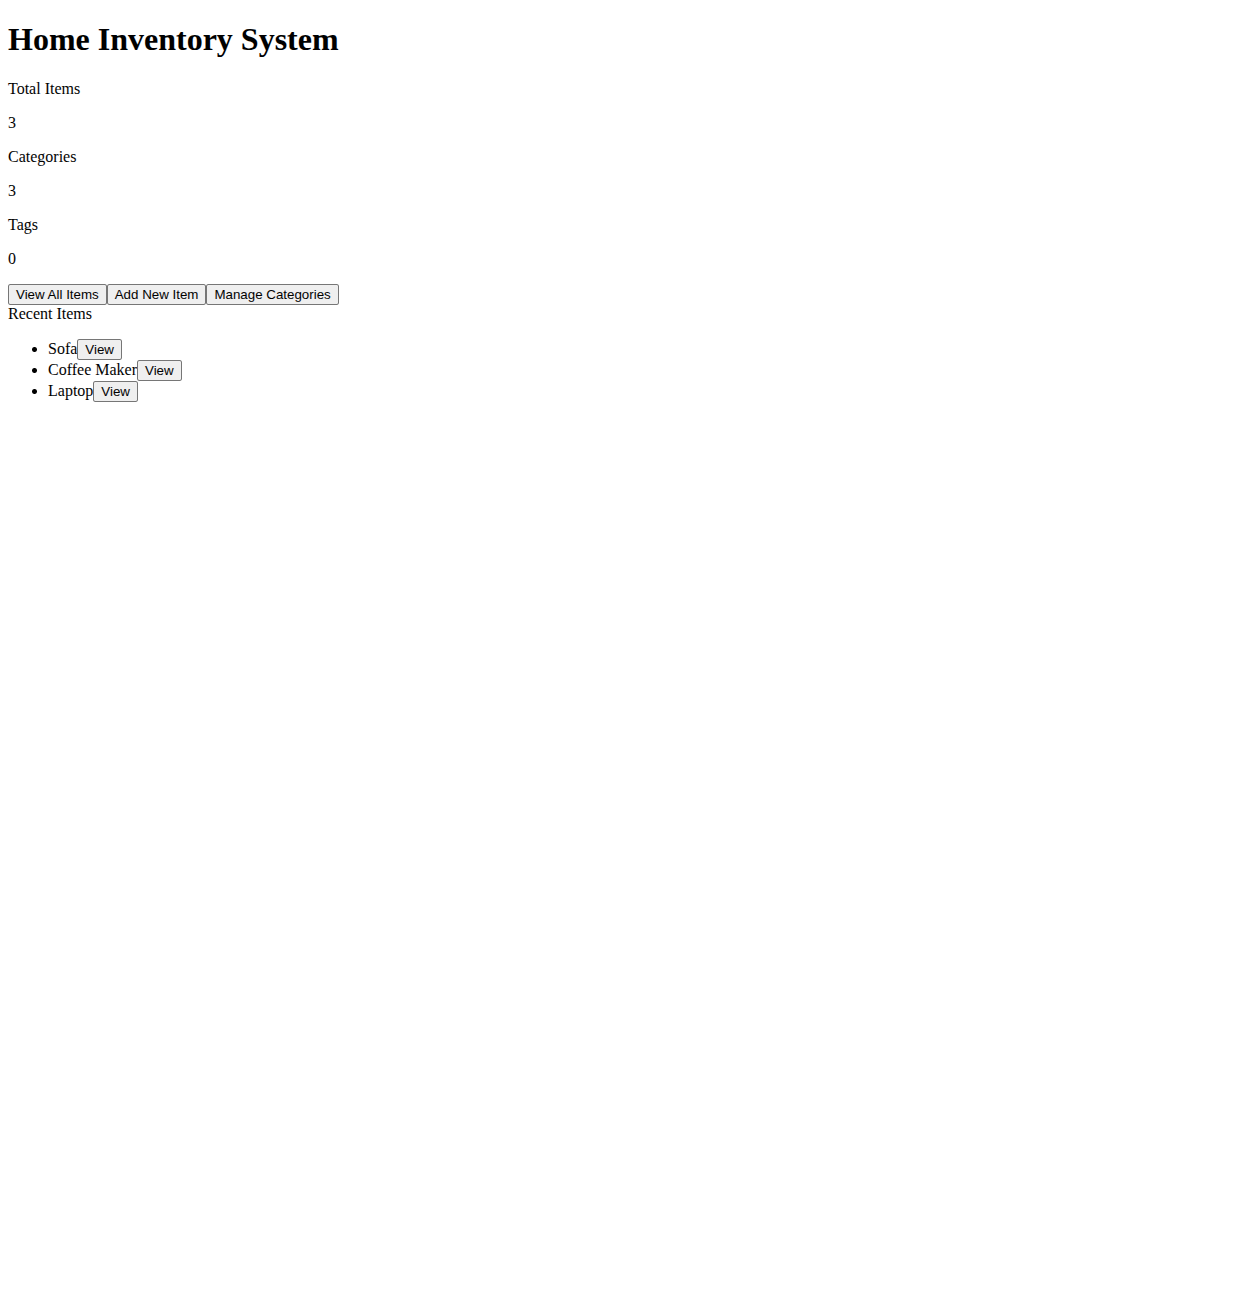 Home Inventory System
Total Items
3
Categories
3
Tags
0
View All Items Add New Item Manage Categories
Recent Items
Sofa View
Coffee Maker View
Laptop View